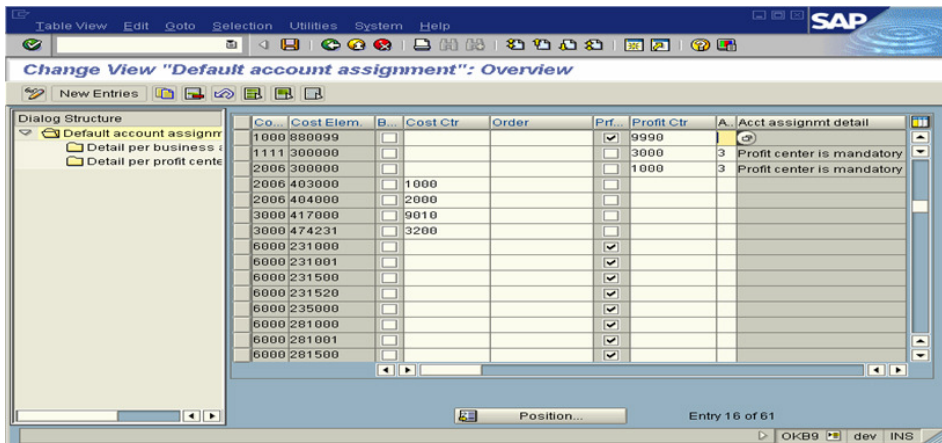 Table View Edit Goto Selection Utilities System Help
SAP
Change View "Default account assignment": Overview
New Entries
Dialog Structure
Default account assignm
Detail per business a
Detail per profit cente
Co... Cost Elem. B... Cost Ctr Order Prf... Profit Ctr A.. Acct assignmt detail
1000 880099 9990
1111 300000 3000 3 Profit center is mandatory
2006 300000 1000 3 Profit center is mandatory
2006 403000 1000
2006 404000 2000
3000 417000 9010
3000 474231 3200
6000 231000
6000 231001
6000 231500
6000 231520
6000 235000
6000 281000
6000 281001
6000 281500
Position... Entry 16 of 61
OKB9 dev INS